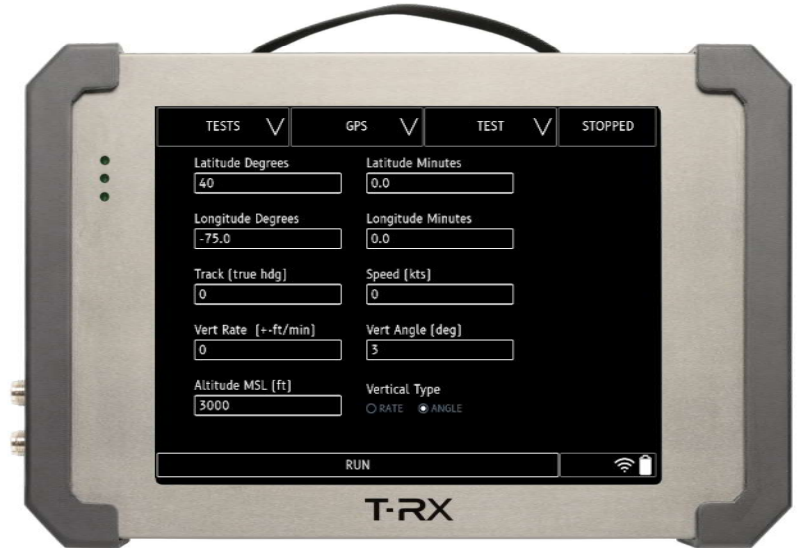 TESTS GPS TEST STOPPED
Latitude Degrees Latitude Minutes
40 0.0
Longitude Degrees Longitude Minutes
-75.0 0.0
Track (true hdg) Speed (kts)
0 0
Vert Rate (+-ft/min) Vert Angle (deg)
0 3
Altitude MSL (ft) Vertical Type
3000 RATE ANGLE
RUN
T-RX